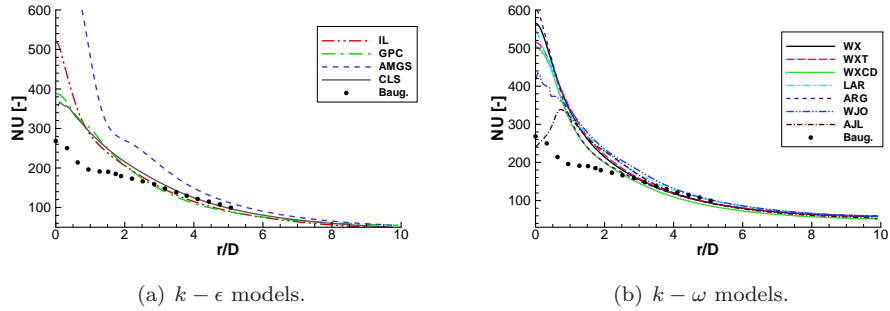 NU [-]
600
500
400
300
200
100
0
2
4
6
8
10
r/D
IL
GPC
AMGS
CLS
Baug.
(a) k − ϵ models.
NU [-]
600
500
400
300
200
100
0
2
4
6
8
10
r/D
WX
WXT
WXCD
LAR
ARG
WJO
AJL
Baug.
(b) k − ω models.